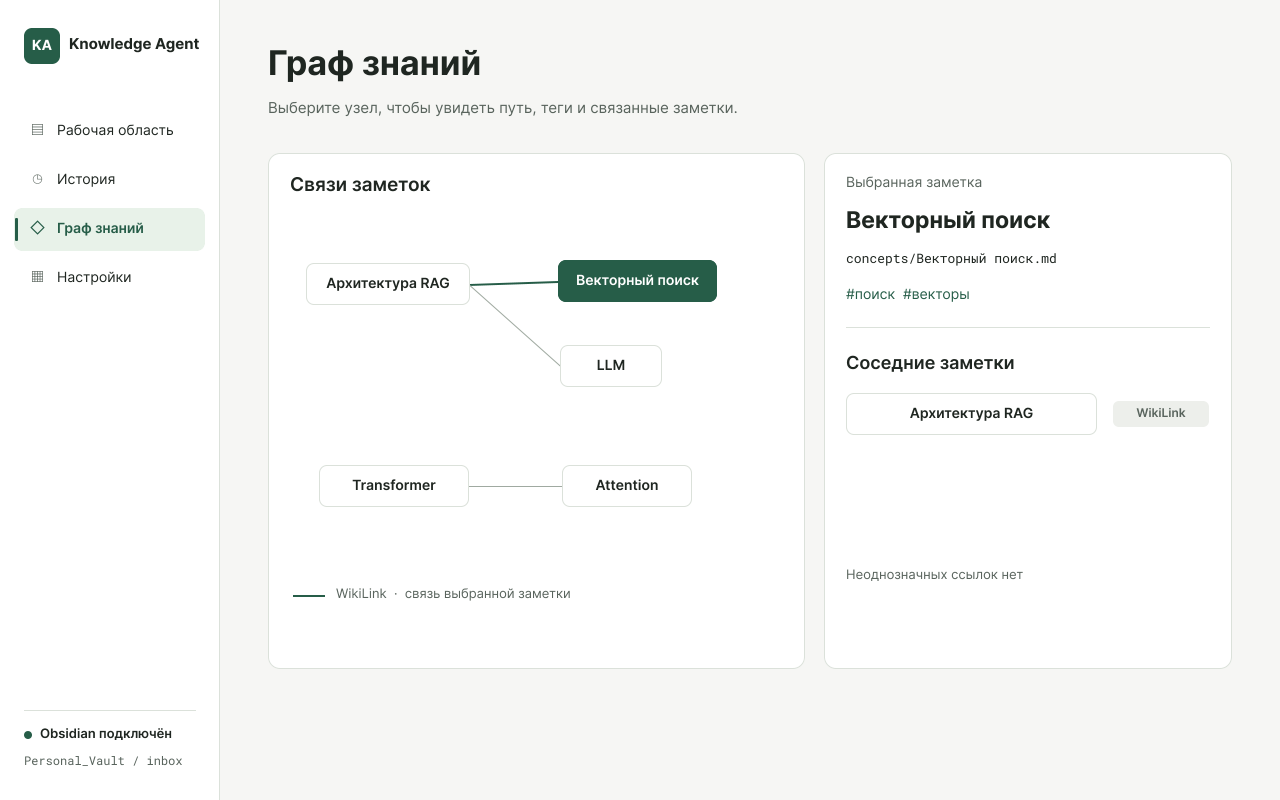 KA
Knowledge Agent
Рабочая область
История
Граф знаний
Настройки
Obsidian подключён
Personal_Vault / inbox
Граф знаний
Выберите узел, чтобы увидеть путь, теги и связанные заметки.
Связи заметок
Архитектура RAG
Векторный поиск
LLM
Transformer
Attention
WikiLink · связь выбранной заметки
Выбранная заметка
Векторный поиск
concepts/Векторный поиск.md
#поиск #векторы
Соседние заметки
Архитектура RAG
WikiLink
Неоднозначных ссылок нет